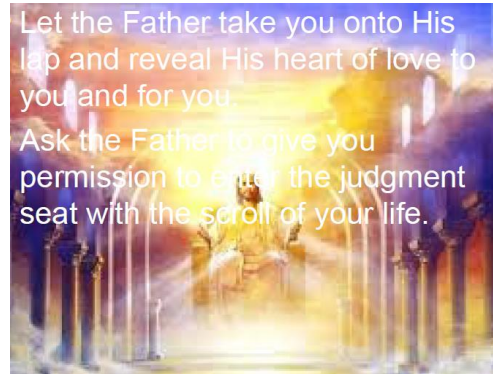 Let the Father take you onto His
lap and reveal His heart of love to
you and for you.
Ask the Father to give you
permission to enter the judgment
seat with the scroll of your life.